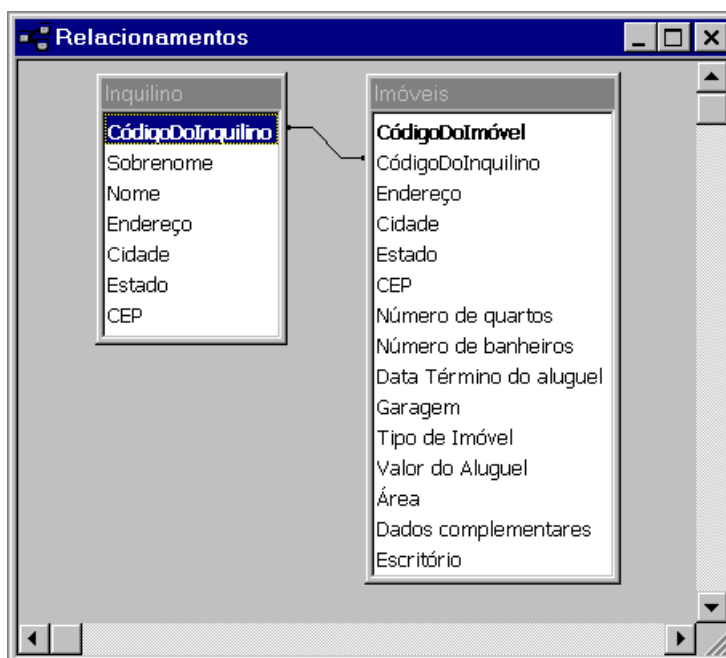 Relacionamentos
Inquilino
CódigoDoInquilino
Sobrenome
Nome
Endereço
Cidade
Estado
CEP
Imóveis
CódigoDoImóvel
CódigoDoInquilino
Endereço
Cidade
Estado
CEP
Número de quartos
Número de banheiros
Data Término do aluguel
Garagem
Tipo de Imóvel
Valor do Aluguel
Área
Dados complementares
Escritório